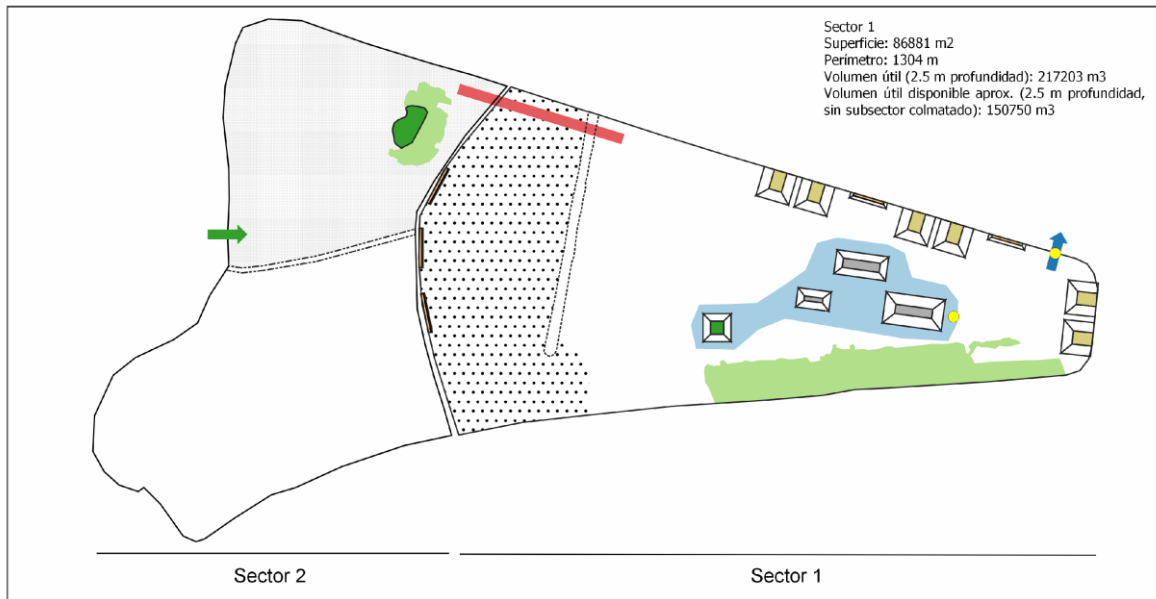 Sector 1
Superficie: 86881 m2
Perímetro: 1304 m
Volumen útil (2.5 m profundidad): 217203 m3
Volumen útil disponible aprox. (2.5 m profundidad,
sin subsector colmatado): 150750 m3
Sector 2
Sector 1